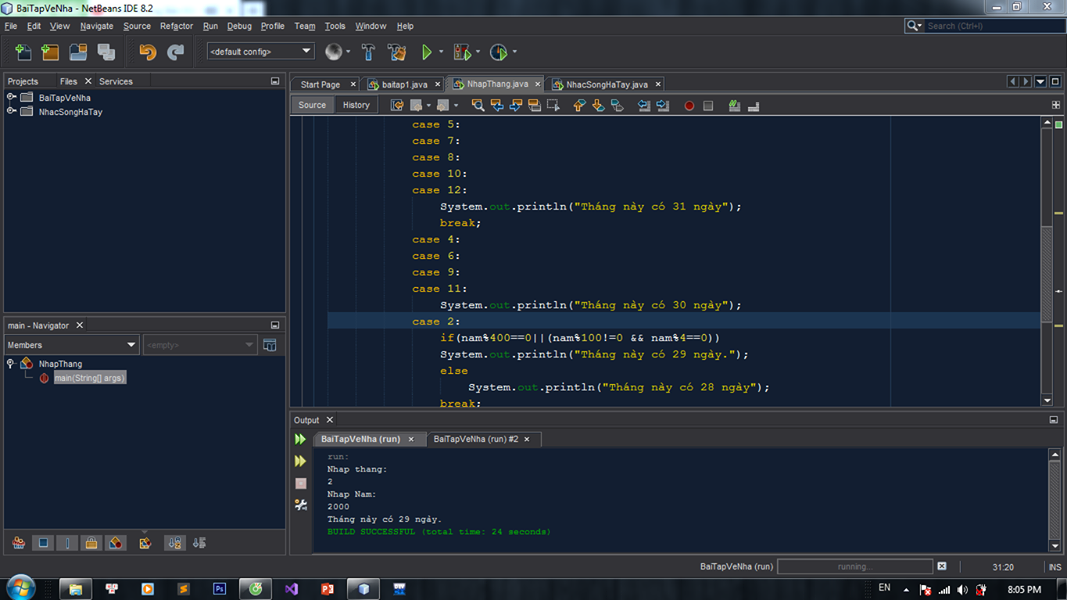 BaiTapVeNha - NetBeans IDE 8.2
File Edit View Navigate Source Refactor Run Debug Profile Team Tools Window Help
Search (Ctrl+I)
<default config>
Projects Files Services
BaiTapVeNha
NhacSongHaTay
Start Page baitap1.java NhapThang.java NhacSongHaTay.java
Source History
case 5:
case 7:
case 8:
case 10:
case 12:
System.out.println("Tháng này có 31 ngày");
break;
case 4:
case 6:
case 9:
case 11:
System.out.println("Tháng này có 30 ngày");
case 2:
if(nam%400==0||(nam%100!=0 && nam%4==0))
System.out.println("Tháng này có 29 ngày.");
else
System.out.println("Tháng này có 28 ngày");
break;
main - Navigator
Members <empty>
NhapThang
main(String[] args)
Output
BaiTapVeNha (run) BaiTapVeNha (run) #2
run:
Nhap thang:
2
Nhap Nam:
2000
Tháng này có 29 ngày.
BUILD SUCCESSFUL (total time: 24 seconds)
BaiTapVeNha (run) running... 31:20 INS
EN 8:05 PM